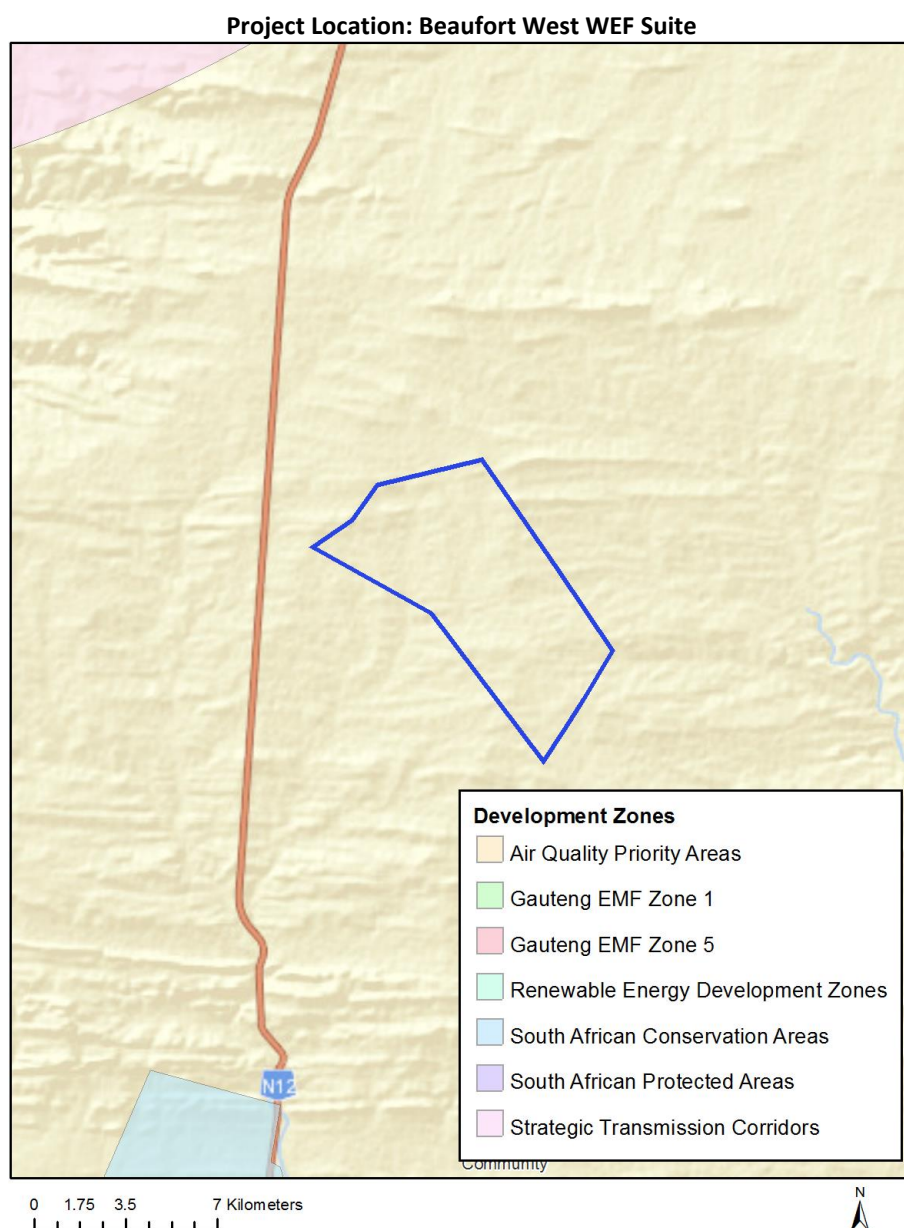 Project Location: Beaufort West WEF Suite
N12
Development Zones
Air Quality Priority Areas
Gauteng EMF Zone 1
Gauteng EMF Zone 5
Renewable Energy Development Zones
South African Conservation Areas
South African Protected Areas
Strategic Transmission Corridors
Community
0 1.75 3.5 7 Kilometers
N